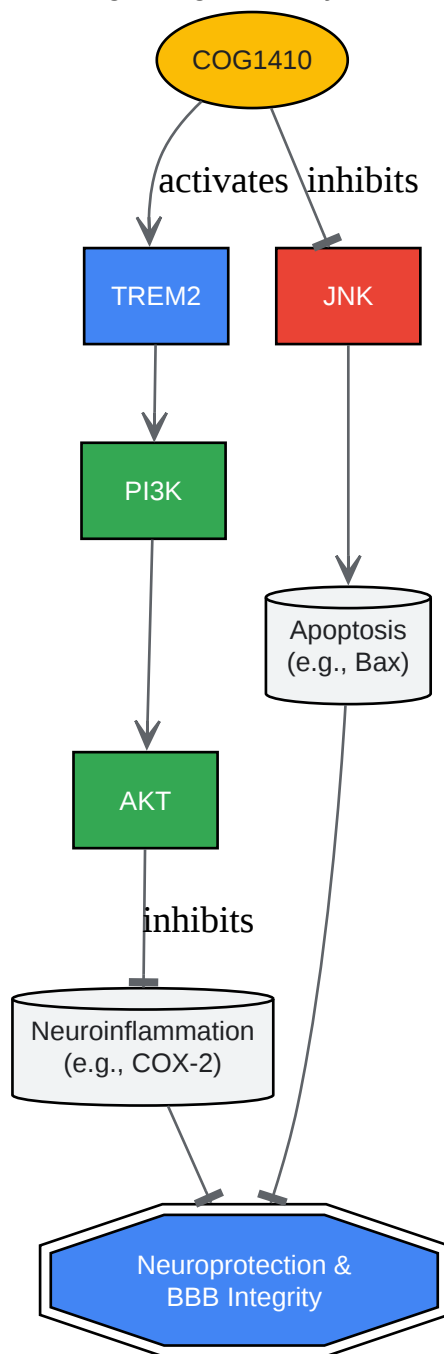 COG1410
activates
inhibits
TREM2
JNK
PI3K
Apoptosis
(e.g., Bax)
AKT
inhibits
Neuroinflammation
(e.g., COX-2)
Neuroprotection &
BBB Integrity